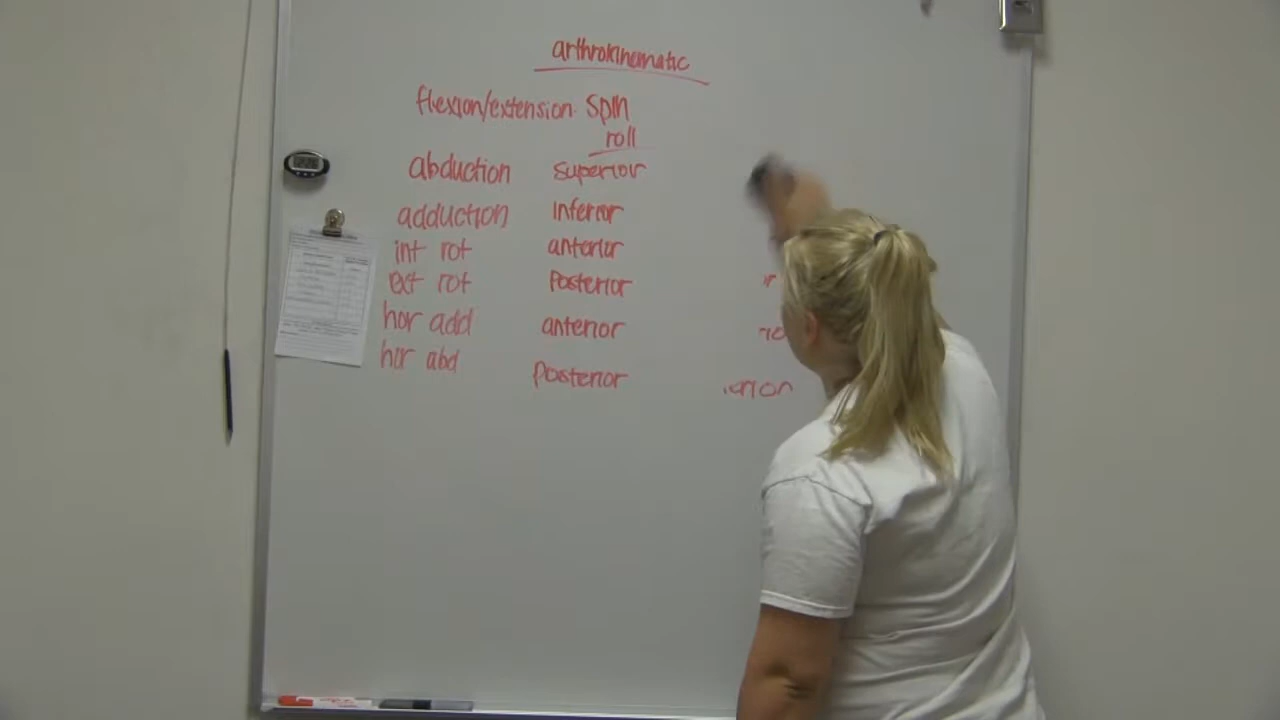 arthrokinematic
flexion/extension· spin
roll
abduction superior
adduction inferior
int rot anterior
ext rot Posterior
hor add anterior
hor abd Posterior